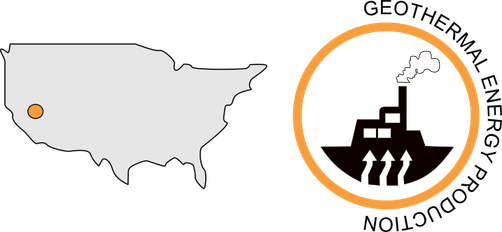 GEOTHERMAL ENERGY PRODUCTION